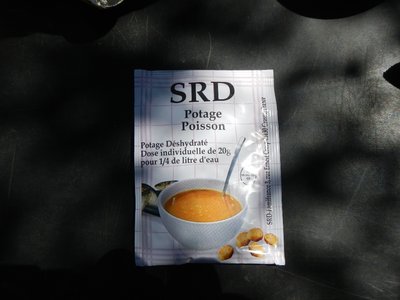 SRD
Potage
Poisson
Potage Déshydraté
Dose individuelle de 20g,
pour 1/4 de litre d'eau